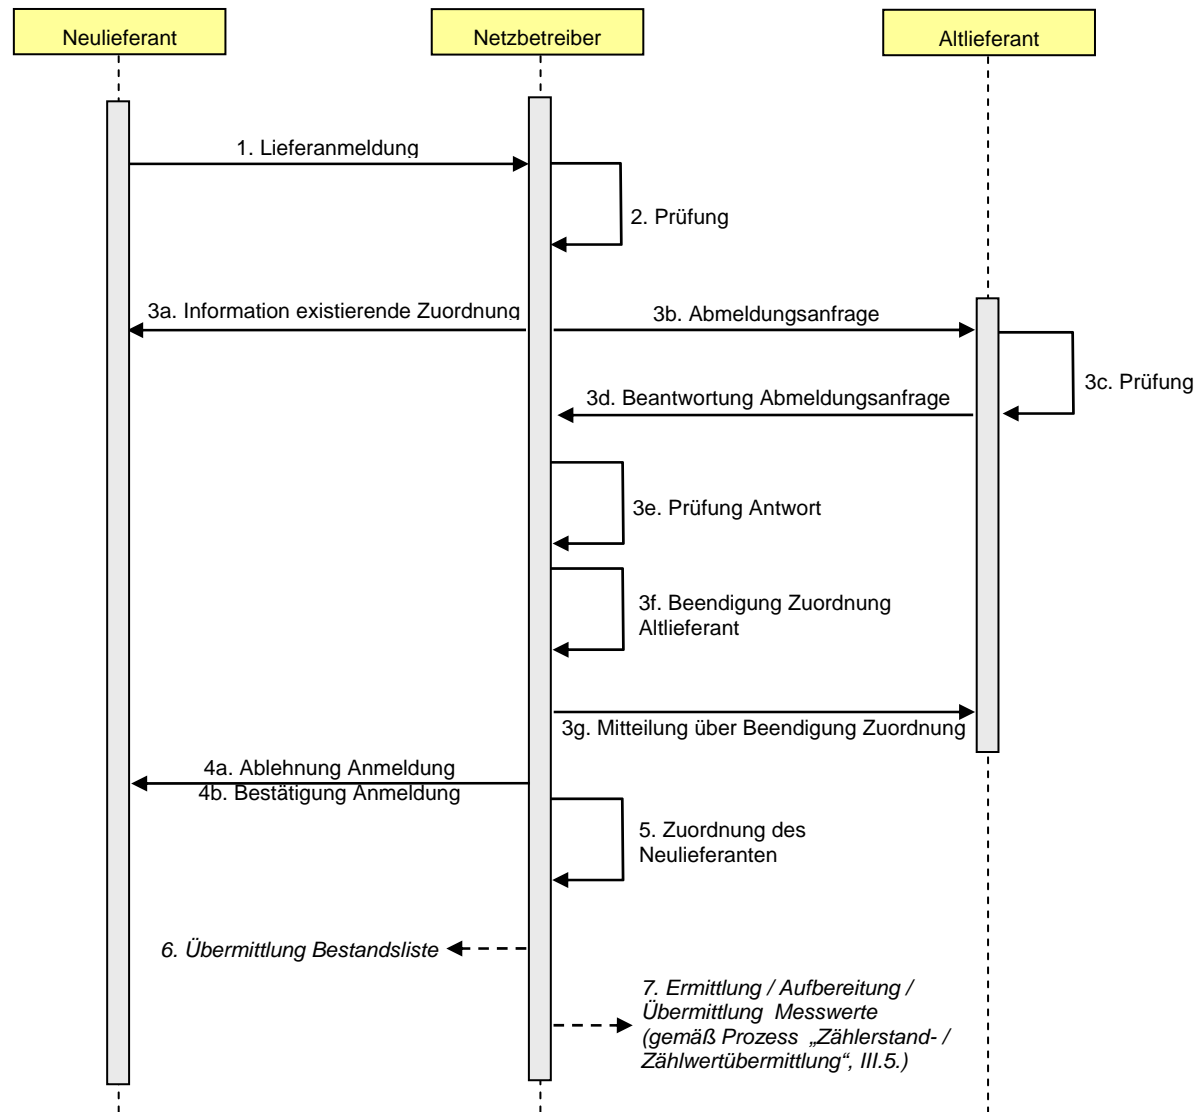 Neulieferant
Netzbetreiber
Altlieferant
1. Lieferanmeldung
2. Prüfung
3a. Information existierende Zuordnung
3b. Abmeldungsanfrage
3c. Prüfung
3d. Beantwortung Abmeldungsanfrage
3e. Prüfung Antwort
3f. Beendigung Zuordnung
Altlieferant
3g. Mitteilung über Beendigung Zuordnung
4a. Ablehnung Anmeldung
4b. Bestätigung Anmeldung
5. Zuordnung des
Neulieferanten
6. Übermittlung Bestandsliste
7. Ermittlung / Aufbereitung /
Übermittlung Messwerte
(gemäß Prozess „Zählerstand- /
Zählwertübermittlung“, III.5.)